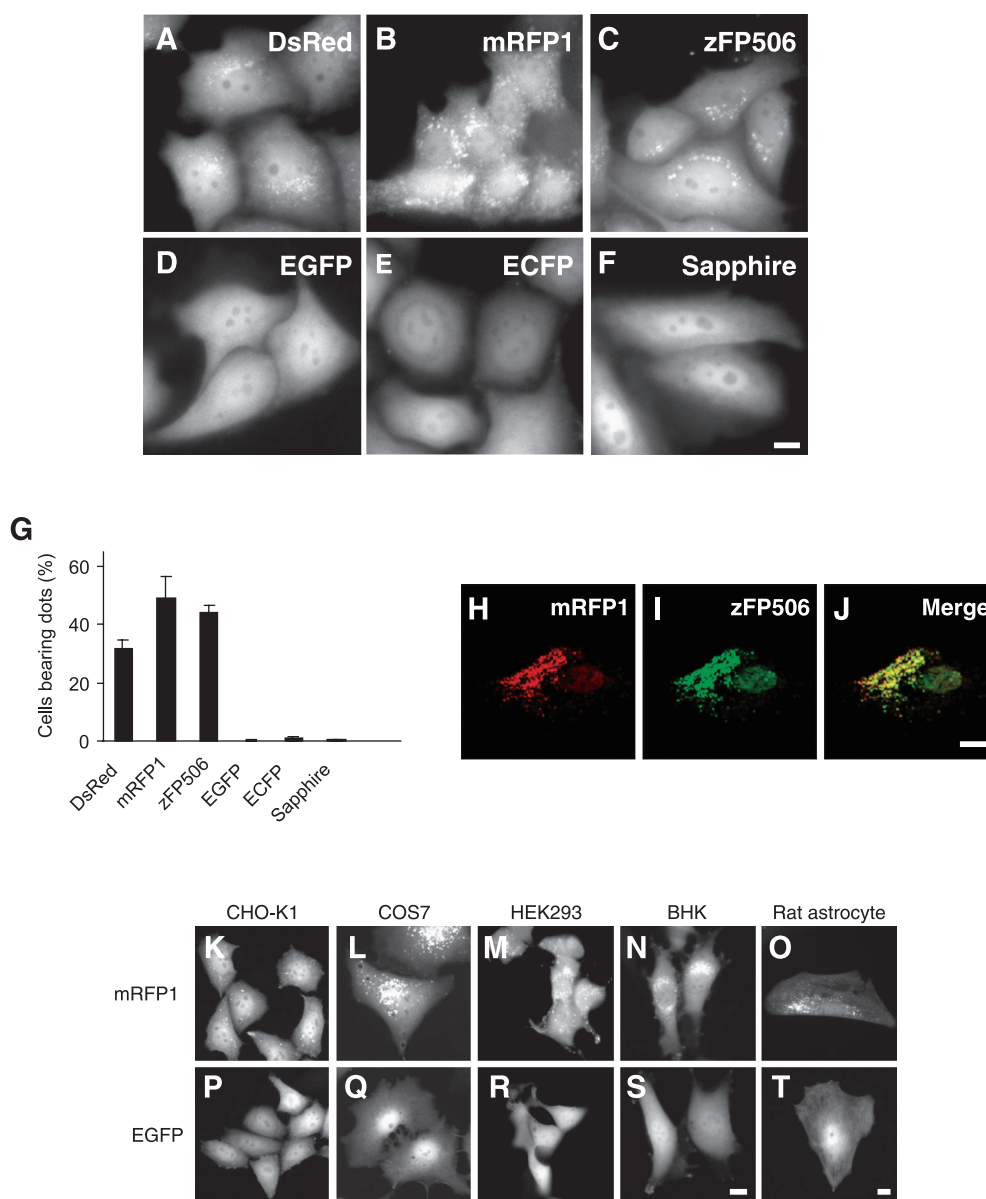 A DsRed B mRFP1 C zFP506
D EGFP E ECFP F Sapphire
G
Cells bearing dots (%)
60
40
20
0
DsRed
mRFP1
zFP506
EGFP
ECFP
Sapphire
H mRFP1 I zFP506 J Merge
CHO-K1 COS7 HEK293 BHK Rat astrocyte
mRFP1 K L M N O
EGFP P Q R S T